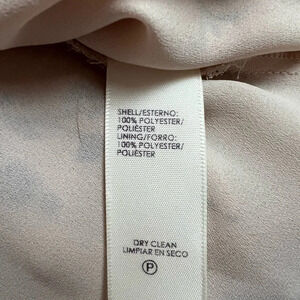 SHELL/ESTERNO:
100% POLYESTER/
POLIÉSTER
LINING/FORRO:
100% POLYESTER/
POLIÉSTER
DRY CLEAN
LIMPIAR EN SECO
P